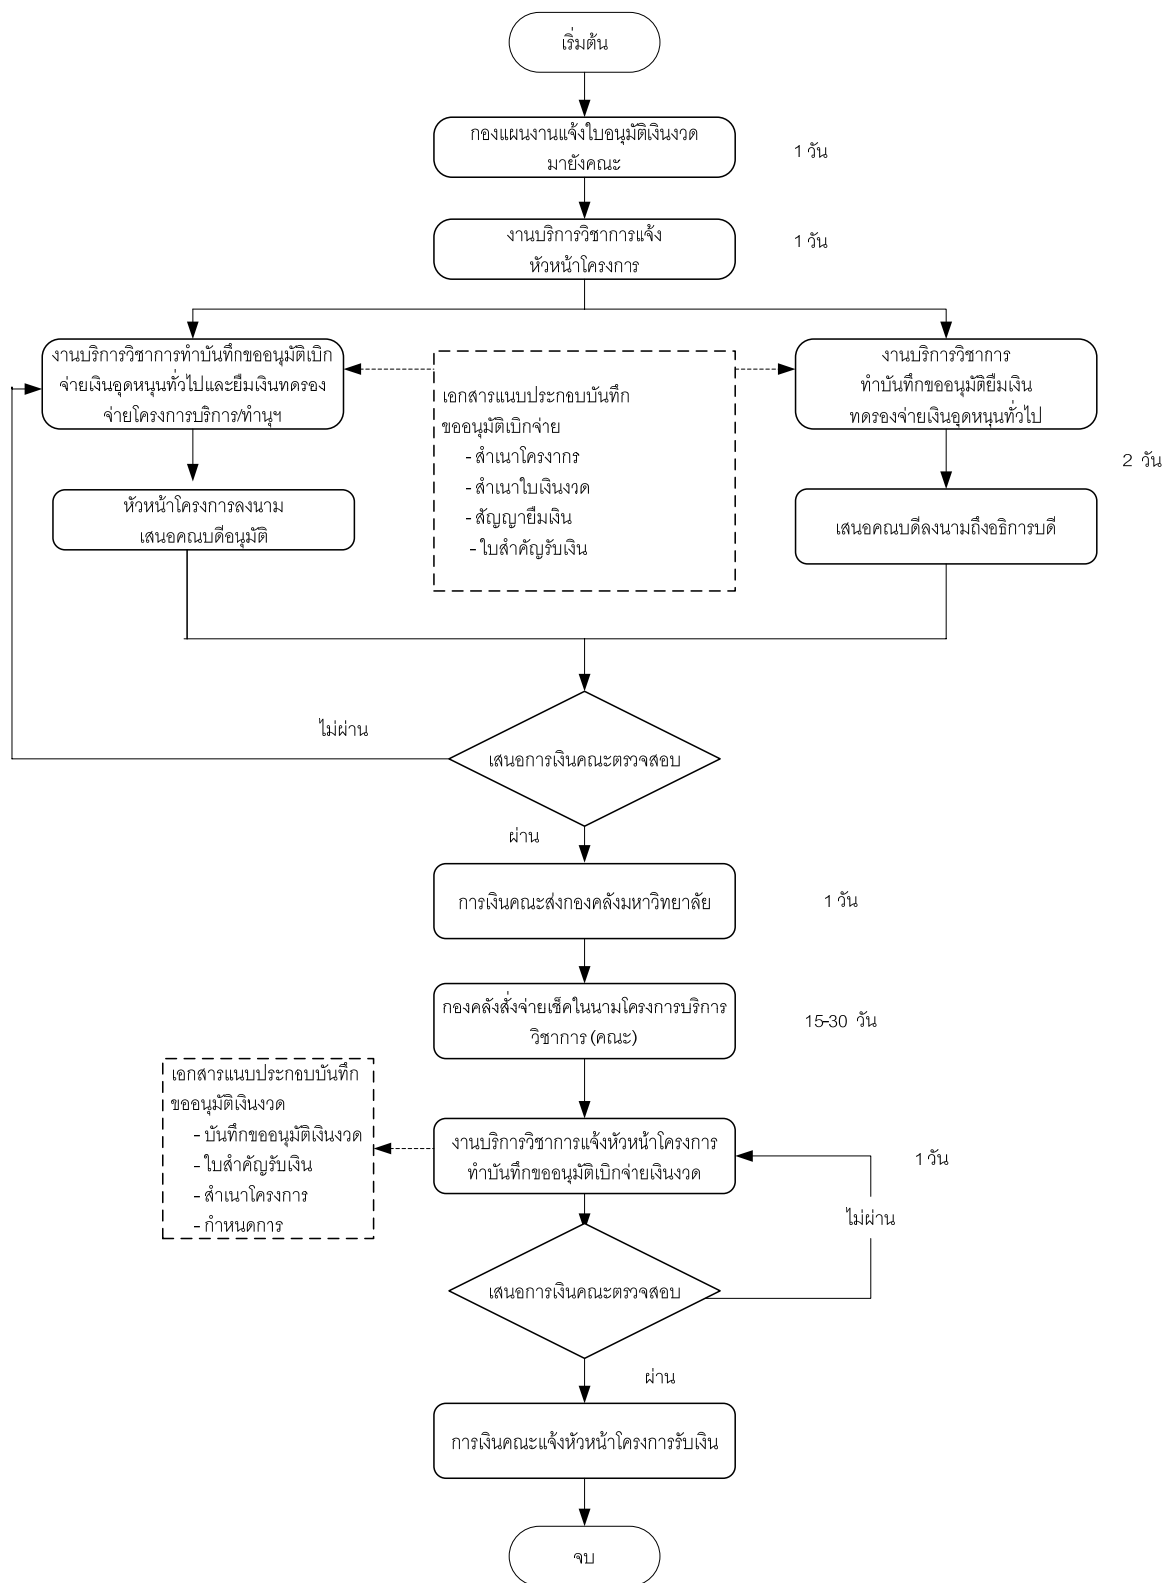 เริ่มต้น
กองแผนงานแจ้งใบอนุมัติเงินงวด
มายังคณะ
1 วัน
งานบริการวิชาการแจ้ง
หัวหน้าโครงการ
1 วัน
งานบริการวิชาการทำบันทึกขออนุมัติเบิก
จ่ายเงินอุดหนุนทั่วไปและยืมเงินทดรอง
จ่ายโครงการบริการ/ทำนุฯ
หัวหน้าโครงการลงนาม
เสนอคณบดีอนุมัติ
เอกสารแนบประกอบบันทึก
ขออนุมัติเบิกจ่าย
- สำเนาโครงากร
- สำเนาใบเงินงวด
- สัญญายืมเงิน
- ใบสำคัญรับเงิน
งานบริการวิชาการ
ทำบันทึกขออนุมัติยืมเงิน
ทดรองจ่ายเงินอุดหนุนทั่วไป
2 วัน
เสนอคณบดีลงนามถึงอธิการบดี
ไม่ผ่าน
เสนอการเงินคณะตรวจสอบ
ผ่าน
การเงินคณะส่งกองคลังมหาวิทยาลัย
1 วัน
กองคลังสั่งจ่ายเช็คในนามโครงการบริการ
วิชาการ (คณะ)
15-30 วัน
เอกสารแนบประกอบบันทึก
ขออนุมัติเงินงวด
- บันทึกขออนุมัติเงินงวด
- ใบสำคัญรับเงิน
- สำเนาโครงการ
- กำหนดการ
งานบริการวิชาการแจ้งหัวหน้าโครงการ
ทำบันทึกขออนุมัติเบิกจ่ายเงินงวด
1 วัน
ไม่ผ่าน
เสนอการเงินคณะตรวจสอบ
ผ่าน
การเงินคณะแจ้งหัวหน้าโครงการรับเงิน
จบ